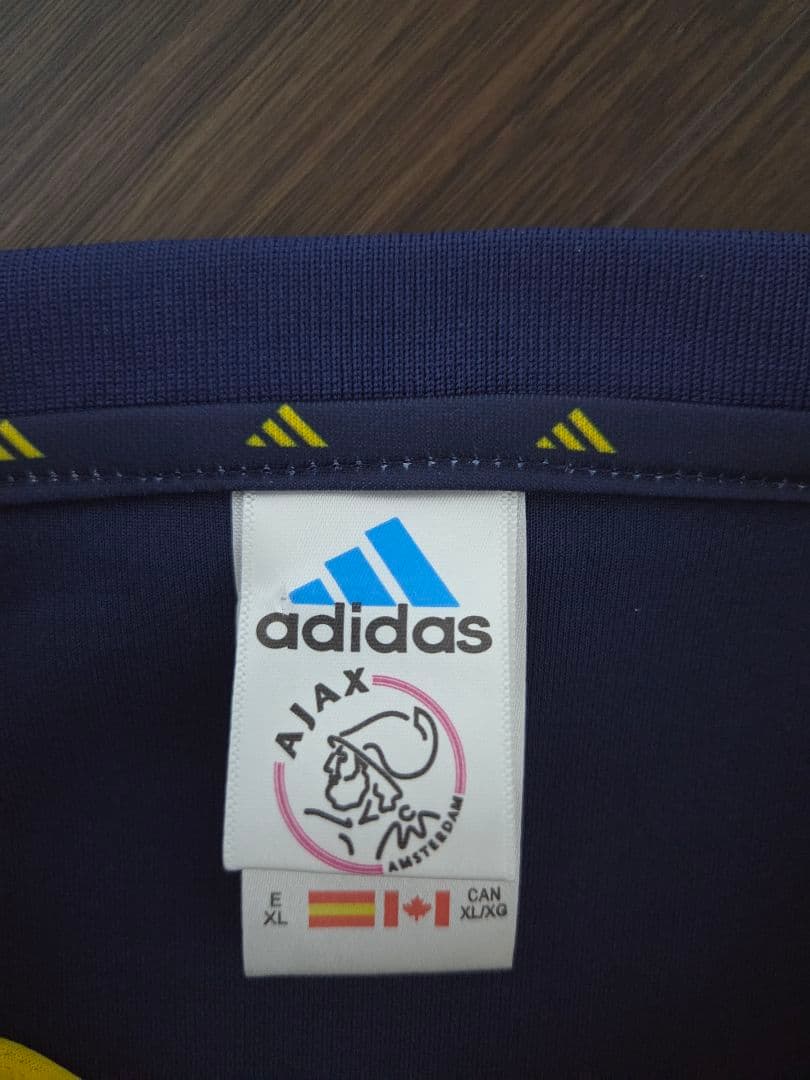 adidas
AJAX
AMSTERDAM
E CAN
XL XL/XG